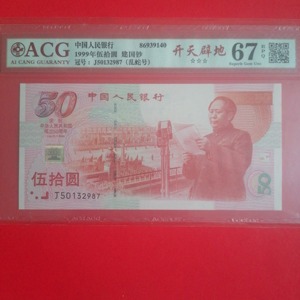 ACG
AI CANG GUARANTY
中国人民银行 86939140
1999年伍拾圆 建国钞
冠号：J50132987（乱蛇号）
开天辟地
67
50
中国人民银行
伍拾圆
J50132987
50